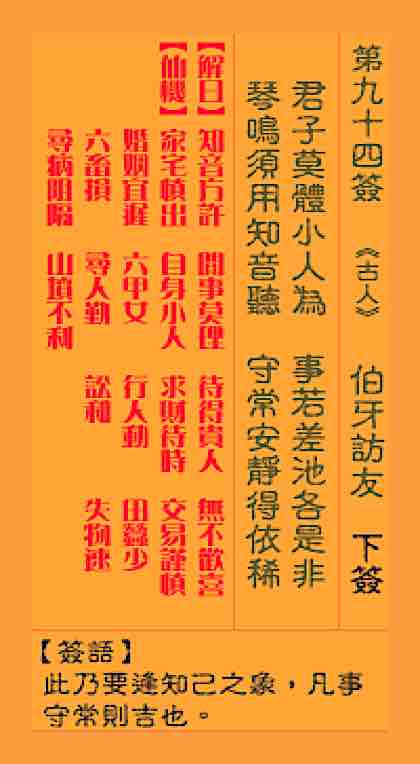 第九十四簽 《古人》 伯牙訪友 下簽
君子莫體小人為 事若差池各是非
琴鳴須用知音聽 守常安靜得依稀
【解曰】知音方許 閒事莫理 待得貴人 無不歡喜
【仙機】家宅慎出 自身小人 求財待時 交易謹慎
婚姻宜遲 六甲女 行人動 田蠶少
六畜損 尋人勤 訟利 失物速
尋病阻隔 山墳不利
【簽語】
此乃要逢知己之象，凡事
守常則吉也。